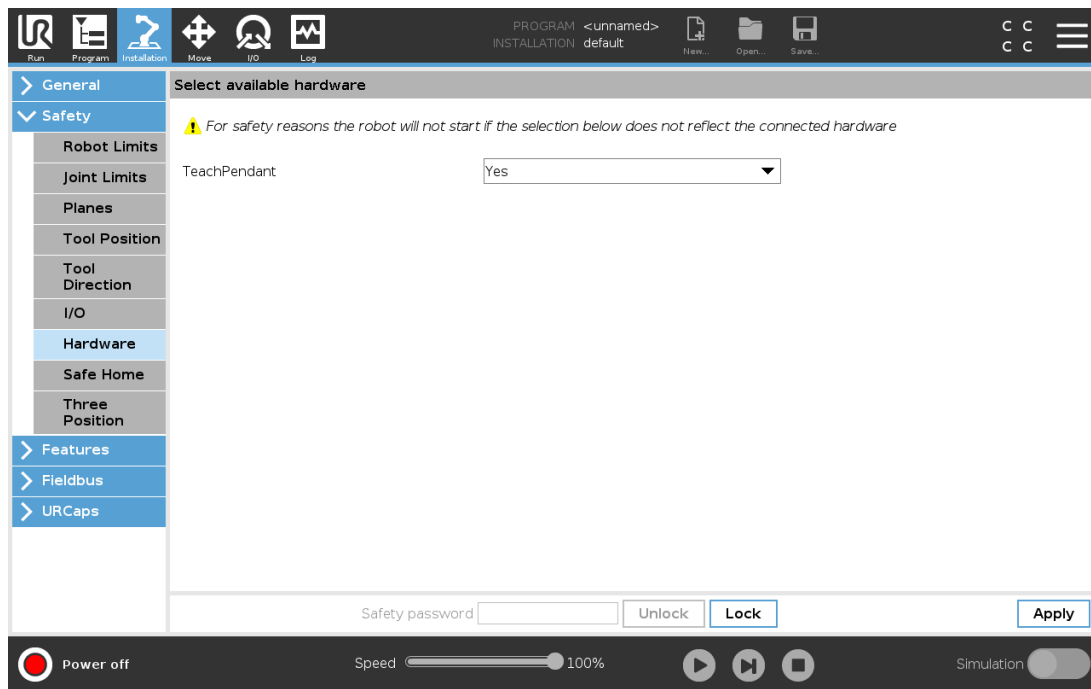 Run
Program
Installation
Move
I/O
Log
PROGRAM <unnamed>
INSTALLATION default
New...
Open...
Save...
C C
C C
General
Safety
Robot Limits
Joint Limits
Planes
Tool Position
Tool
Direction
I/O
Hardware
Safe Home
Three
Position
Features
Fieldbus
URCaps
Select available hardware
For safety reasons the robot will not start if the selection below does not reflect the connected hardware
TeachPendant Yes
Safety password Unlock Lock Apply
Power off Speed 100% Simulation